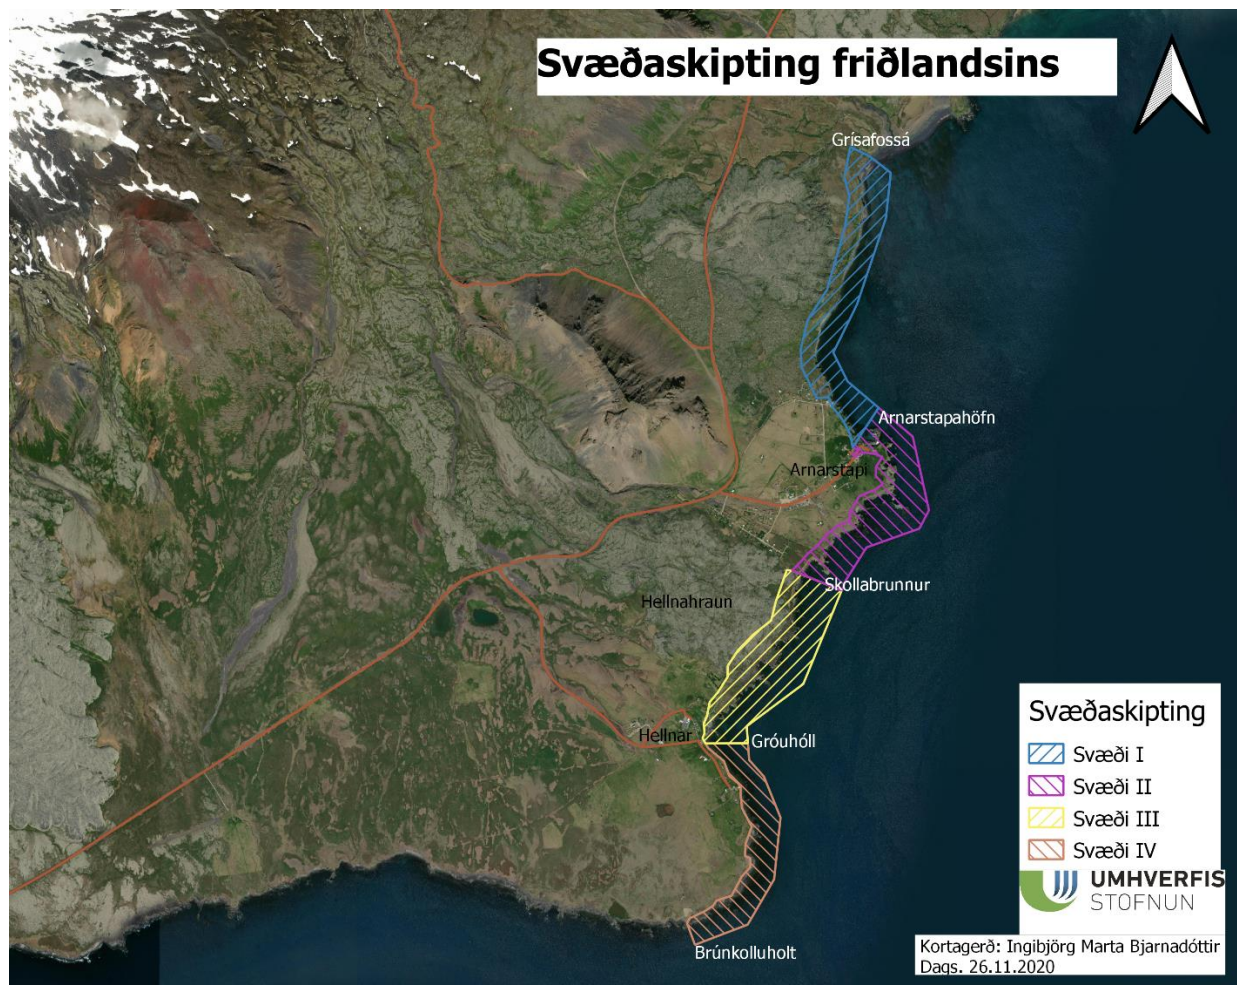 Svæðaskipting friðlandsins
Grísafossá
Arnarstapahöfn
Arnarstapi
Skollabrunnur
Hellnahraun
Hellnar
Gróuhóll
Brúnkolluholt
Svæðaskipting
Svæði I
Svæði II
Svæði III
Svæði IV
UMHVERFIS
STOFNUN
Kortagerð: Ingibjörg Marta Bjarnadóttir
Dags. 26.11.2020